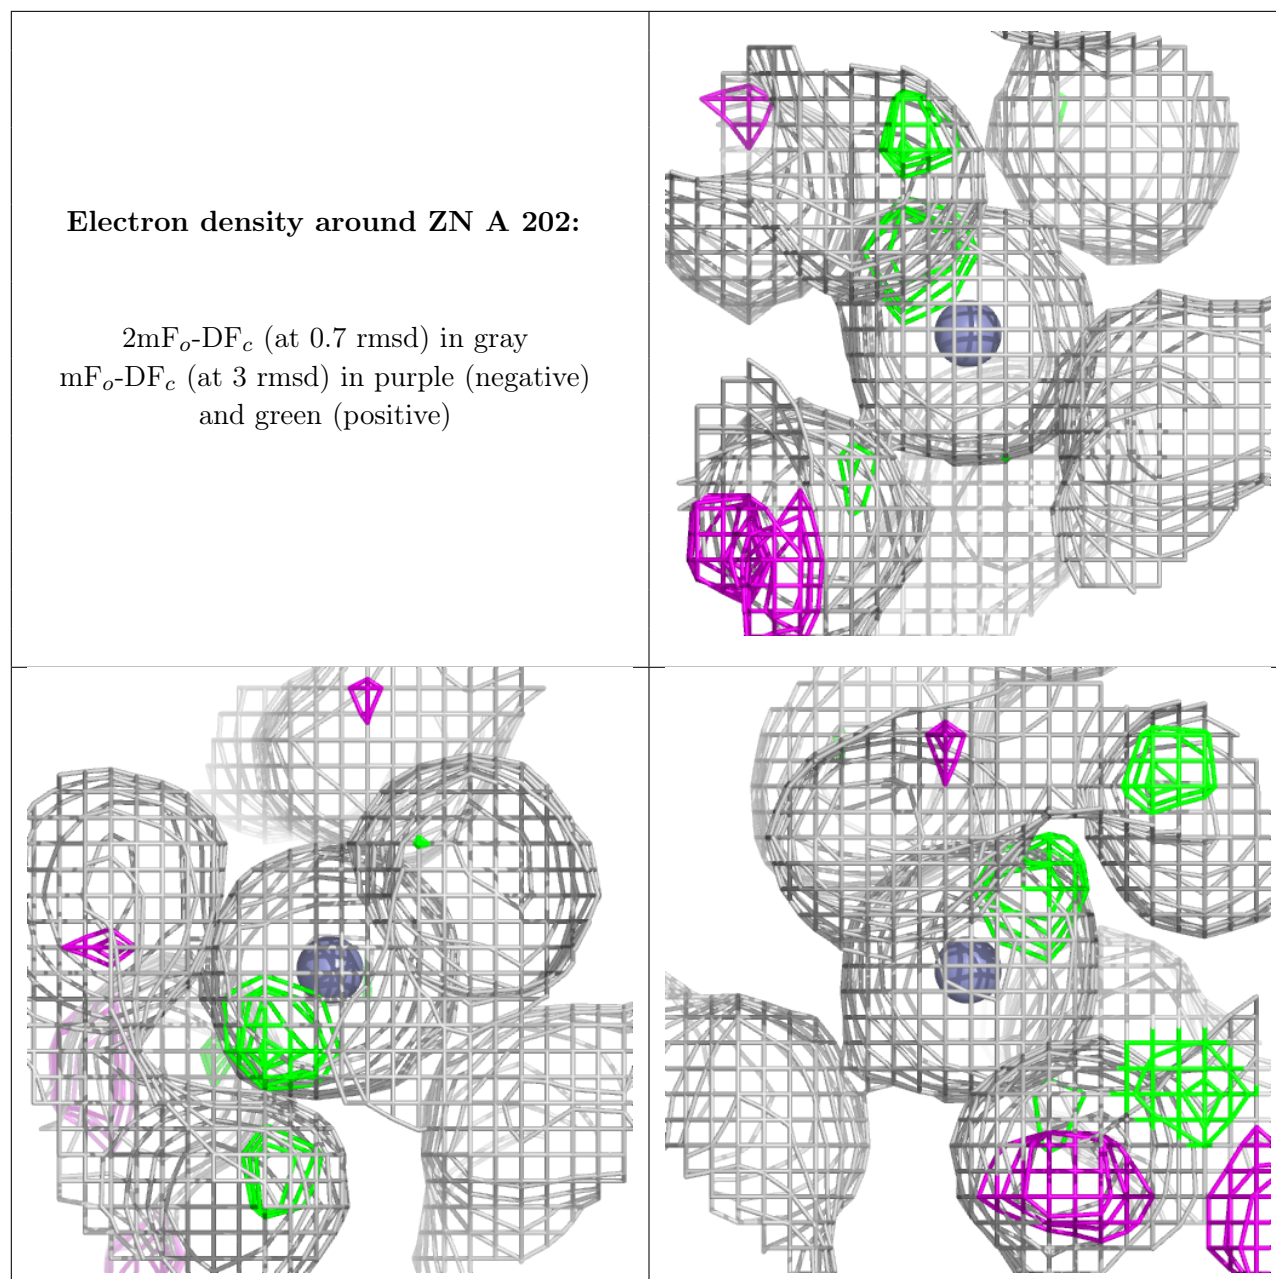 Electron density around ZN A 202:
2mFo-DFc (at 0.7 rmsd) in gray
mFo-DFc (at 3 rmsd) in purple (negative)
and green (positive)